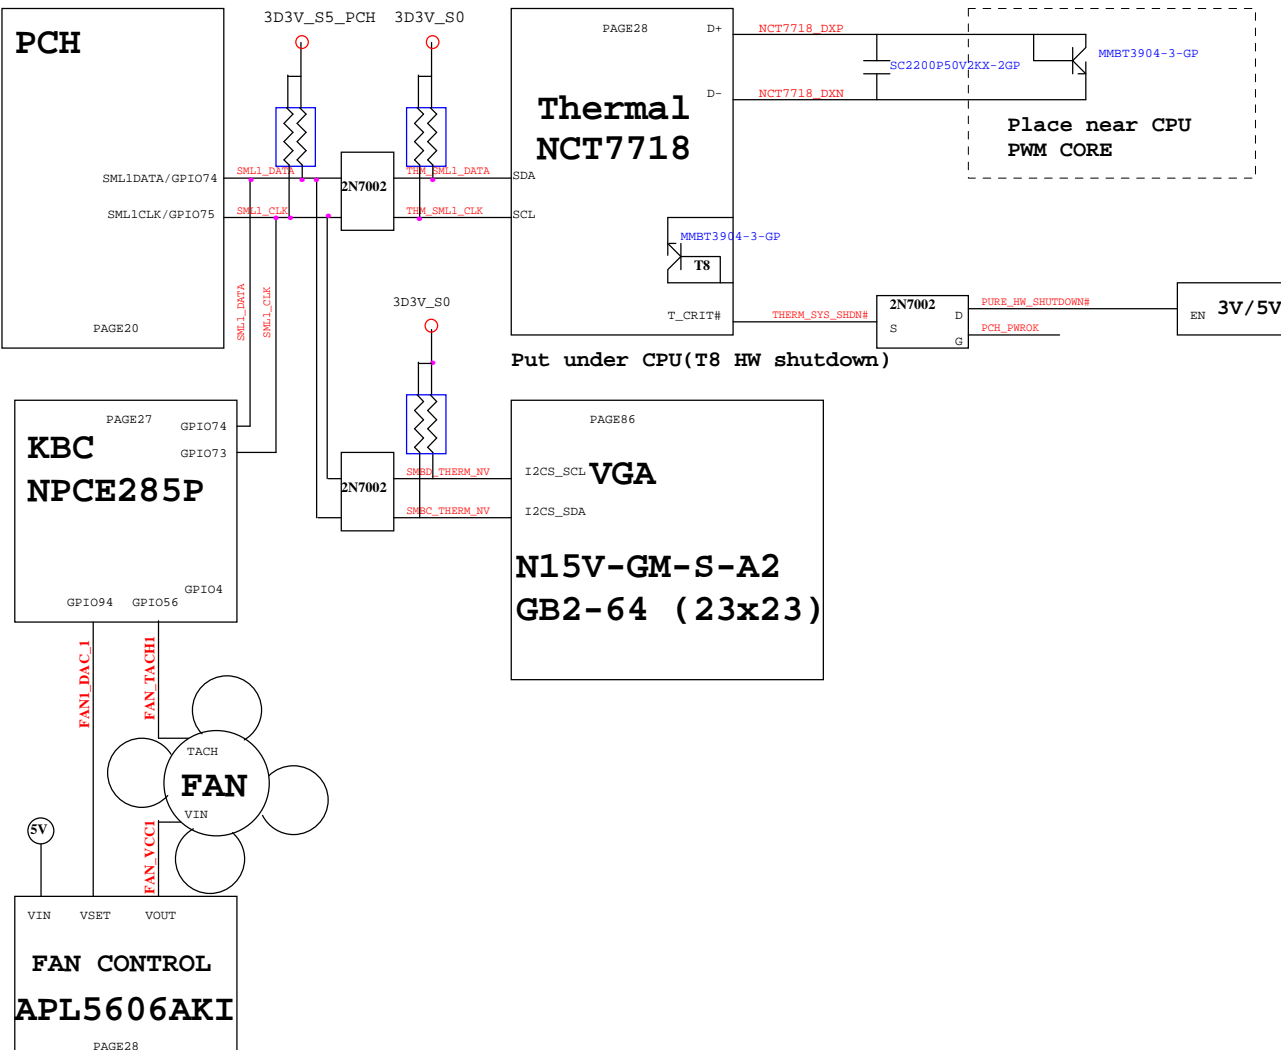 3D3V_S5_PCH
3D3V_S0
PCH
SML1DATA/GPIO74
SML1CLK/GPIO75
PAGE20
SML1_DATA
SML1_CLK
2N7002
THM_SML1_DATA
THM_SML1_CLK
PAGE28
D+
D-
Thermal
NCT7718
SDA
SCL
NCT7718_DXP
NCT7718_DXN
SC2200P50V2KX-2GP
MMBT3904-3-GP
Place near CPU
PWM CORE
MMBT3904-3-GP
T8
T_CRIT#
THERM_SYS_SHDN#
2N7002
S
D
G
PURE_HW_SHUTDOWN#
PCH_PWROK
EN
3V/5V
Put under CPU(T8 HW shutdown)
SML1_DATA
SML1_CLK
3D3V_S0
PAGE27
GPIO74
GPIO73
KBC
NPCE285P
GPIO4
GPIO94
GPIO56
2N7002
SMBD_THERM_NV
SMBC_THERM_NV
PAGE86
I2CS_SCL
VGA
I2CS_SDA
N15V-GM-S-A2
GB2-64 (23x23)
FAN1_DAC_1
FAN_TACH1
TACH
FAN
VIN
FAN_VCC1
5V
VIN
VSET
VOUT
FAN CONTROL
APL5606AKI
PAGE28